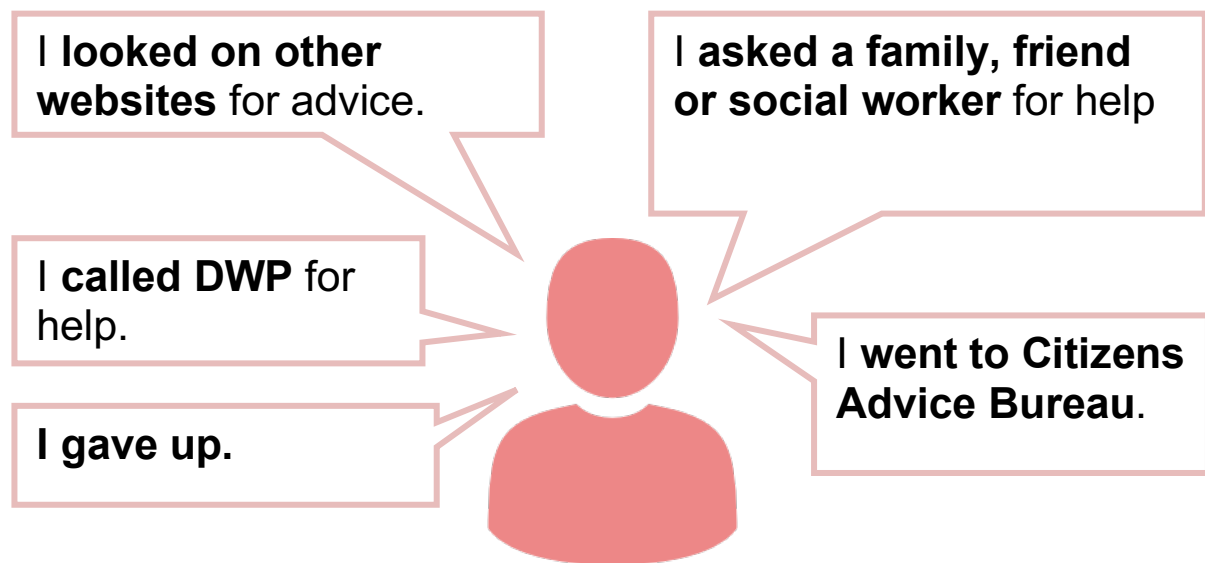 I looked on other
websites for advice.
I asked a family, friend
or social worker for help
I called DWP for
help.
I went to Citizens
Advice Bureau.
I gave up.